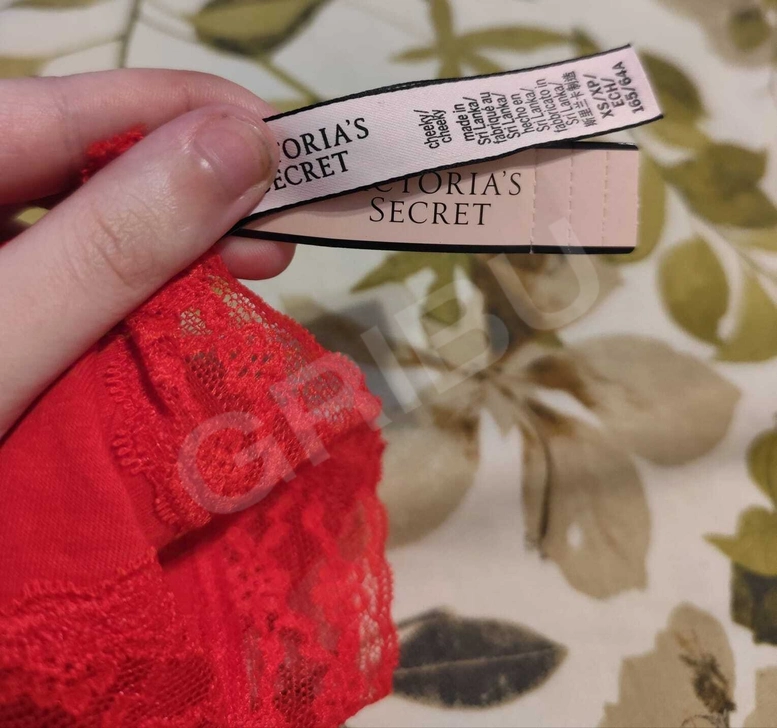 TORIA'S
SECRET
cheeky/
cheeky
made in
Sri Lanka/
fabriqué au
Sri Lanka/
hecho en
Sri Lanka/
fabricado in
Sri Lanka/
斯里兰卡制造
XS/XP/
ECH/
165/64A
CTORIA'S
SECRET
GRIBU